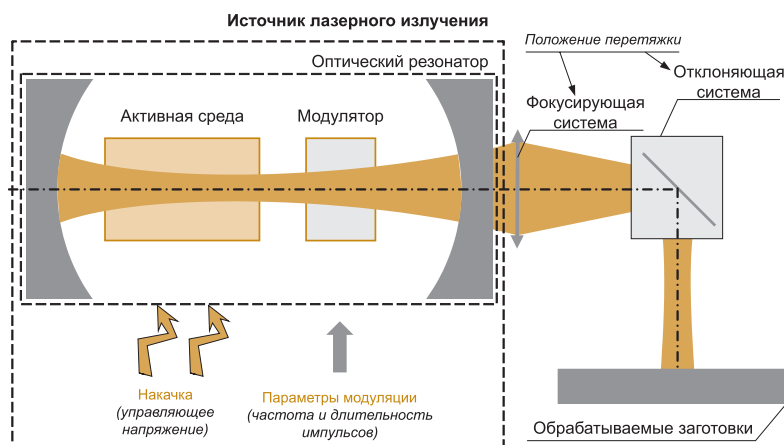 Источник лазерного излучения
Оптический резонатор
Положение перетяжки
Отклоняющая
система
Фокусирующая
система
Активная среда
Модулятор
Накачка
(управляющее
напряжение)
Параметры модуляции
(частота и длительность
импульсов)
Обрабатываемые заготовки